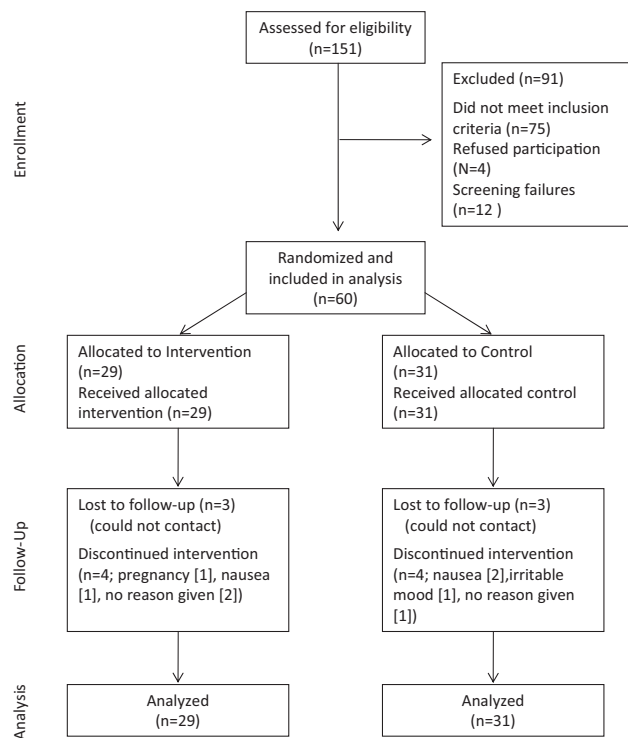 Assessed for eligibility
(n=151)
Enrollment
Excluded (n=91)
Did not meet inclusion
criteria (n=75)
Refused participation
(N=4)
Screening failures
(n=12 )
Randomized and
included in analysis
(n=60)
Allocation
Allocated to Intervention
(n=29)
Received allocated
intervention (n=29)
Allocated to Control
(n=31)
Received allocated control
(n=31)
Follow-Up
Lost to follow-up (n=3)
(could not contact)
Discontinued intervention
(n=4; pregnancy [1], nausea
[1], no reason given [2])
Lost to follow-up (n=3)
(could not contact)
Discontinued intervention
(n=4; nausea [2],irritable
mood [1], no reason given
[1])
Analysis
Analyzed
(n=29)
Analyzed
(n=31)